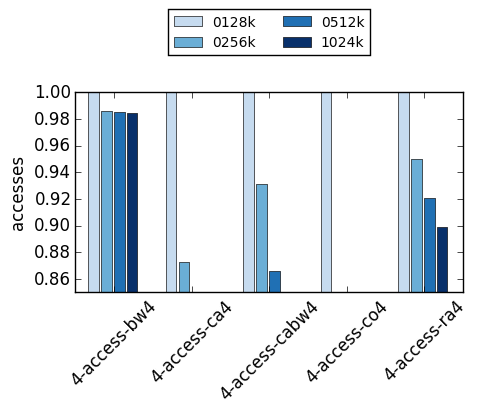 0128k 0512k
0256k 1024k
1.00
0.98
0.96
0.94
0.92
0.90
0.88
0.86
accesses
4-access-bw4
4-access-ca4
4-access-cabw4
4-access-co4
4-access-ra4